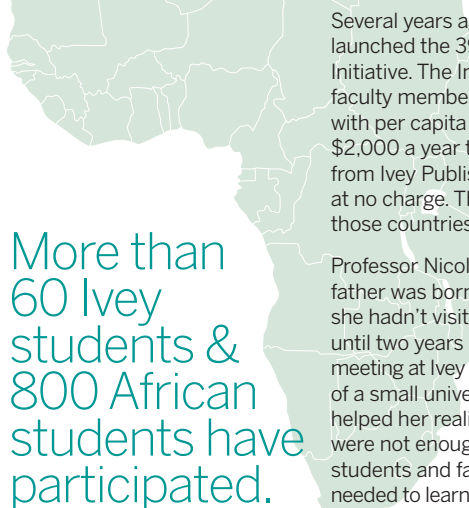 More than
60 Ivey
students &
800 African
students have
participated.
Several years a
launched the 39
Initiative. The In
faculty membe
with per capita
$2,000 a year t
from Ivey Publis
at no charge. Th
those countries
Professor Nicol
father was born
she hadn't visit
until two years
meeting at Ivey
of a small unive
helped her reali
were not enoug
students and fa
needed to learn